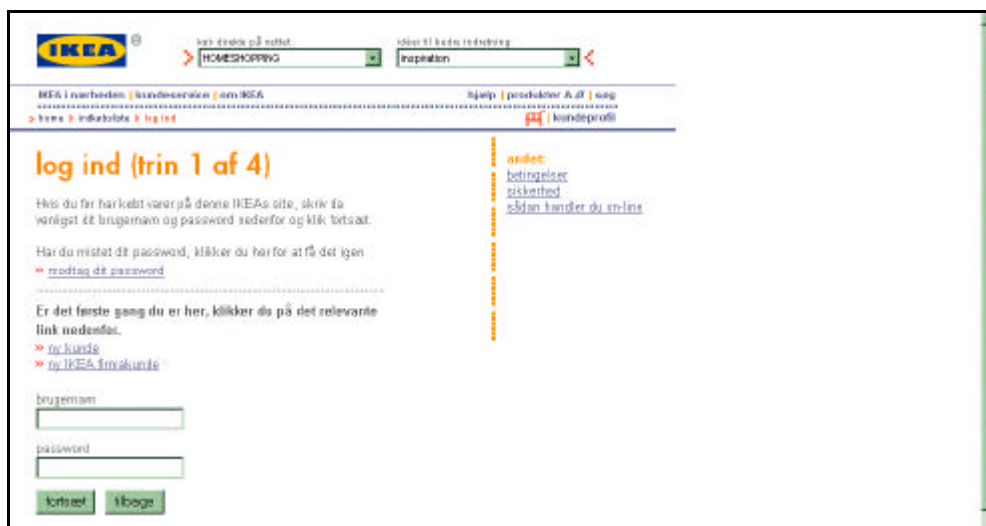 IKEA ®
køb direkte på nettet
idéer til bedre indretning
HOMESHOPPING
inspiration
IKEA i nærheden | kundeservice | om IKEA
hjælp | produkter A-Å | søg
home indkøbsliste log ind
| kundeprofil
log ind (trin 1 af 4)
Hvis du før har købt varer på denne IKEAs site, skriv da
venligst dit brugernavn og password nedenfor og klik fortsæt.
Har du mistet dit password, klikker du her for at få det igen
» modtag dit password
Er det første gang du er her, klikker du på det relevante
link nedenfor.
» ny kunde
» ny IKEA firmakunde
brugernavn
password
fortsæt
tilbage
andet:
betingelser
sikkerhed
sådan handler du on-line